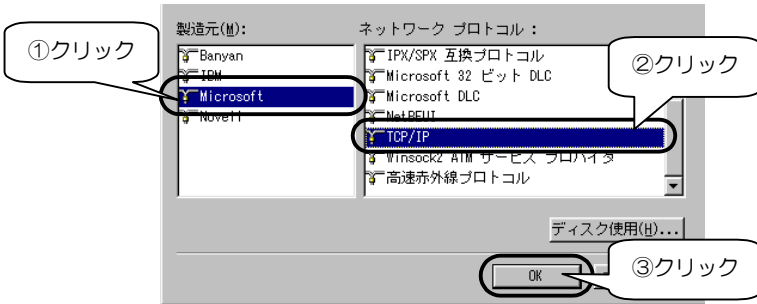 製造元(M):
ネットワーク プロトコル :
①クリック
Banyan
IBM
Microsoft
Novell
IPX/SPX 互換プロトコル
Microsoft 32 ビット DLC
Microsoft DLC
NetBEUI
TCP/IP
Winsock2 ATM サービス プロバイダ
高速赤外線プロトコル
②クリック
ディスク使用(H)...
OK
③クリック